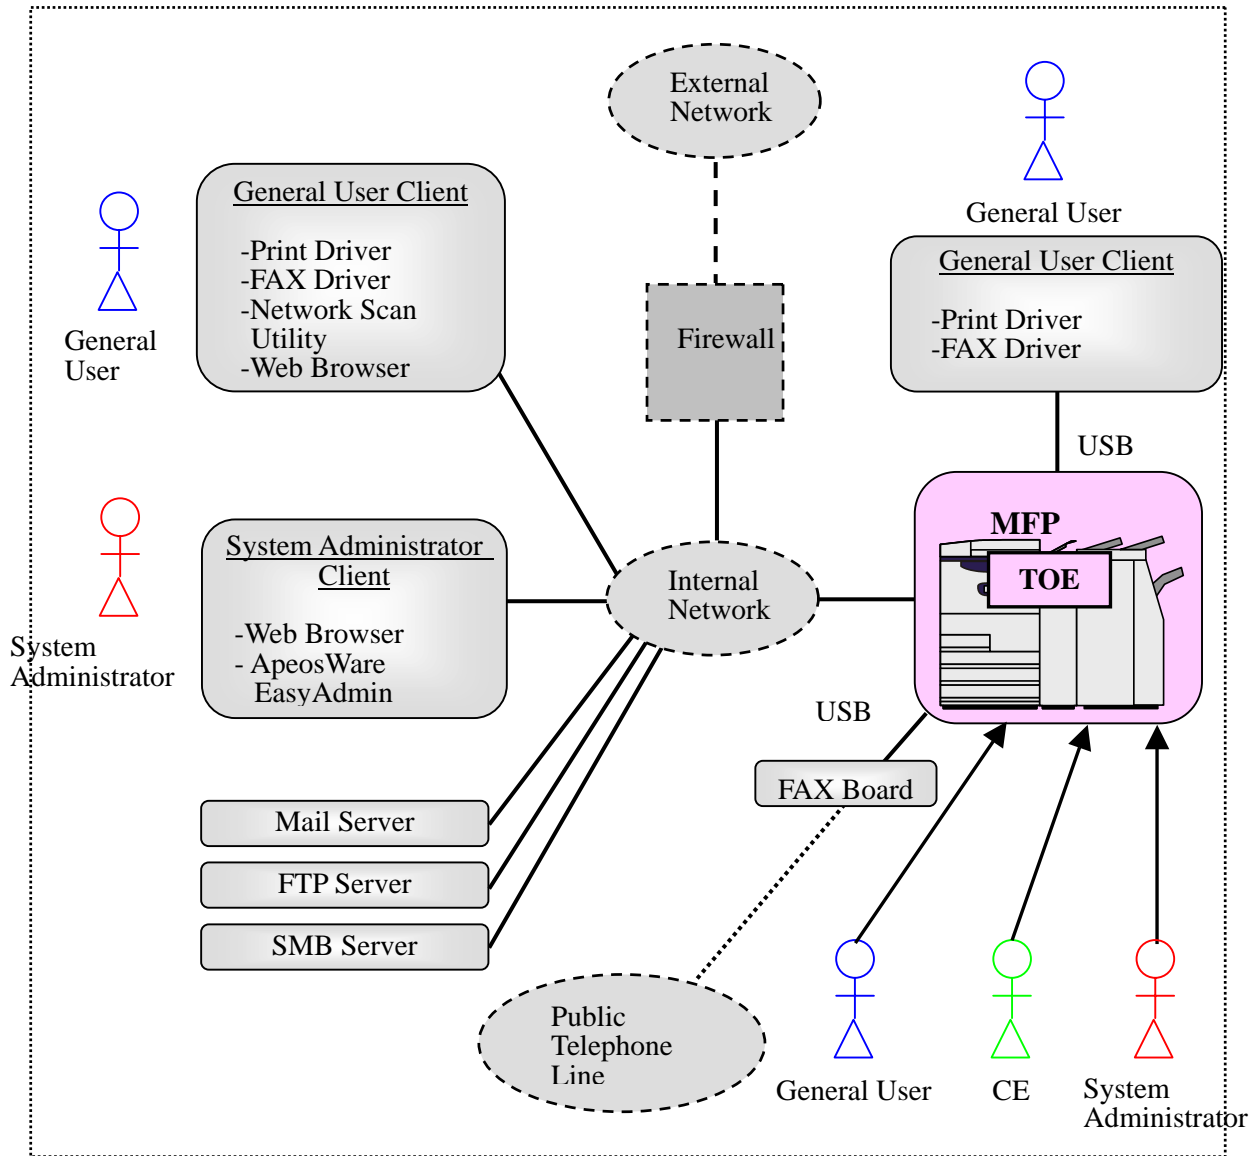 External
Network
General User
General User Client
-Print Driver
-FAX Driver
-Network Scan
Utility
-Web Browser
General
User
General User Client
-Print Driver
-FAX Driver
Firewall
USB
MFP
TOE
System Administrator
Client
-Web Browser
- ApeosWare
EasyAdmin
System
Administrator
Internal
Network
USB
FAX Board
Mail Server
FTP Server
SMB Server
Public
Telephone
Line
General User
CE
System
Administrator